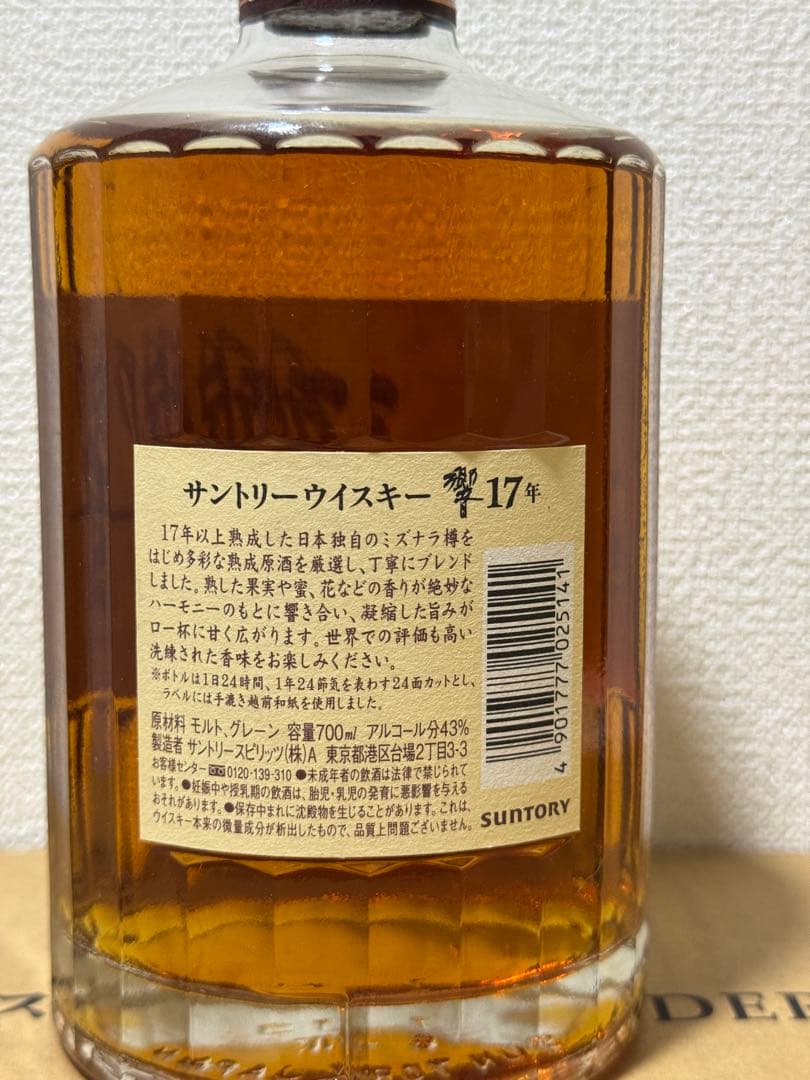 サントリーウイスキー 響 17年
17年以上熟成した日本独自のミズナラ樽を
はじめ多彩な熟成原酒を厳選し、丁寧にブレンド
しました。熟した果実や蜜、花などの香りが絶妙な
ハーモニーのもとに響き合い、凝縮した旨みが
口一杯に甘く広がります。世界での評価も高い
洗練された香味をお楽しみください。
※ボトルは1日24時間、1年24節気を表わす24面カットとし、
ラベルには手漉き越前和紙を使用しました。
原材料 モルト、グレーン 容量700㎖ アルコール分43%
製造者 サントリースピリッツ(株)A 東京都港区台場2丁目3-3
お客様センター 0120-139-310 ●未成年者の飲酒は法律で禁じられて
います。●妊娠中や授乳期の飲酒は、胎児・乳児の発育に悪影響を与える
おそれがあります。●保存中まれに沈殿物を生じることがあります。これは、
ウイスキー本来の微量成分が析出したもので、品質上問題ございません。
SUNTORY
4 901777 025141
ス
DER